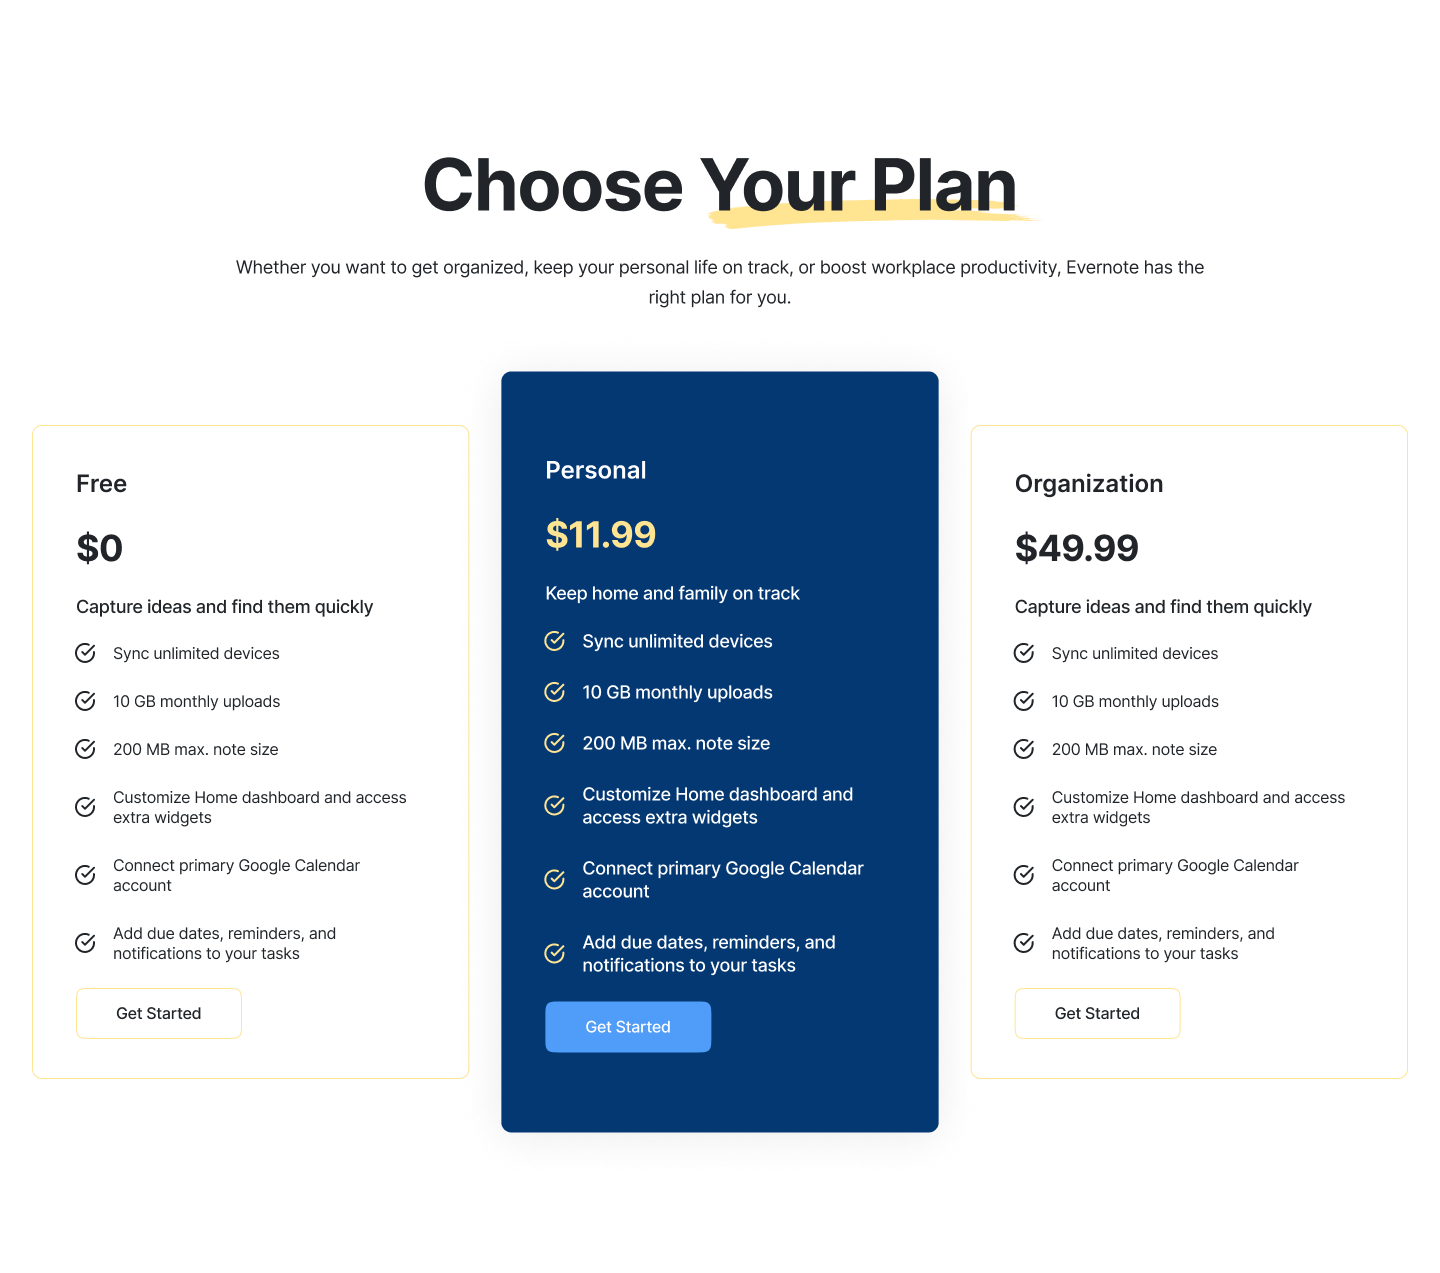 Choose Your Plan
Whether you want to get organized, keep your personal life on track, or boost workplace productivity, Evernote has the
right plan for you.
Free
$0
Capture ideas and find them quickly
Sync unlimited devices
10 GB monthly uploads
200 MB max. note size
Customize Home dashboard and access
extra widgets
Connect primary Google Calendar
account
Add due dates, reminders, and
notifications to your tasks
Get Started
Personal
$11.99
Keep home and family on track
Sync unlimited devices
10 GB monthly uploads
200 MB max. note size
Customize Home dashboard and
access extra widgets
Connect primary Google Calendar
account
Add due dates, reminders, and
notifications to your tasks
Get Started
Organization
$49.99
Capture ideas and find them quickly
Sync unlimited devices
10 GB monthly uploads
200 MB max. note size
Customize Home dashboard and access
extra widgets
Connect primary Google Calendar
account
Add due dates, reminders, and
notifications to your tasks
Get Started